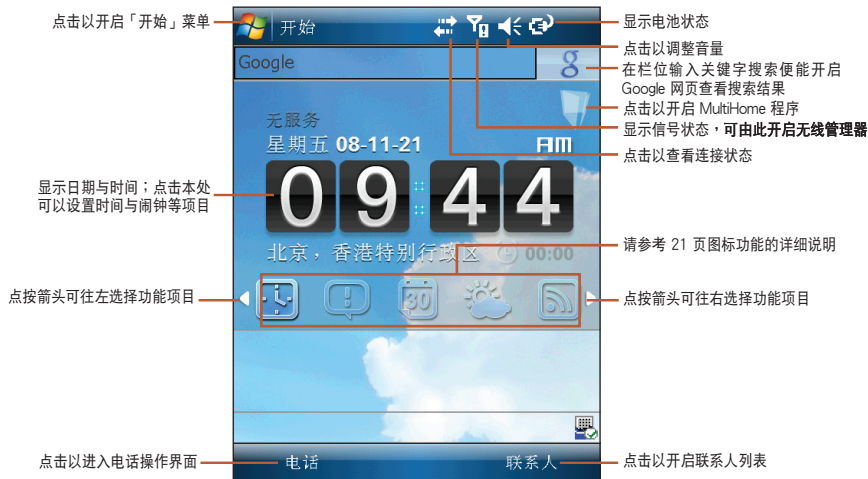 点击以开启「开始」菜单
开始
显示电池状态
点击以调整音量
Google
g
在栏位输入关键字搜索便能开启
Google 网页查看搜索结果
点击以开启 MultiHome 程序
无服务
显示信号状态,可由此开启无线管理器
星期五 08-11-21
AM
点击以查看连接状态
显示日期与时间;点击本处
可以设置时间与闹钟等项目
09:44
北京,香港特别行政区 00:00
请参考 21 页图标功能的详细说明
点按箭头可往左选择功能项目
30
点按箭头可往右选择功能项目
点击以进入电话操作界面
电话
联系人
点击以开启联系人列表